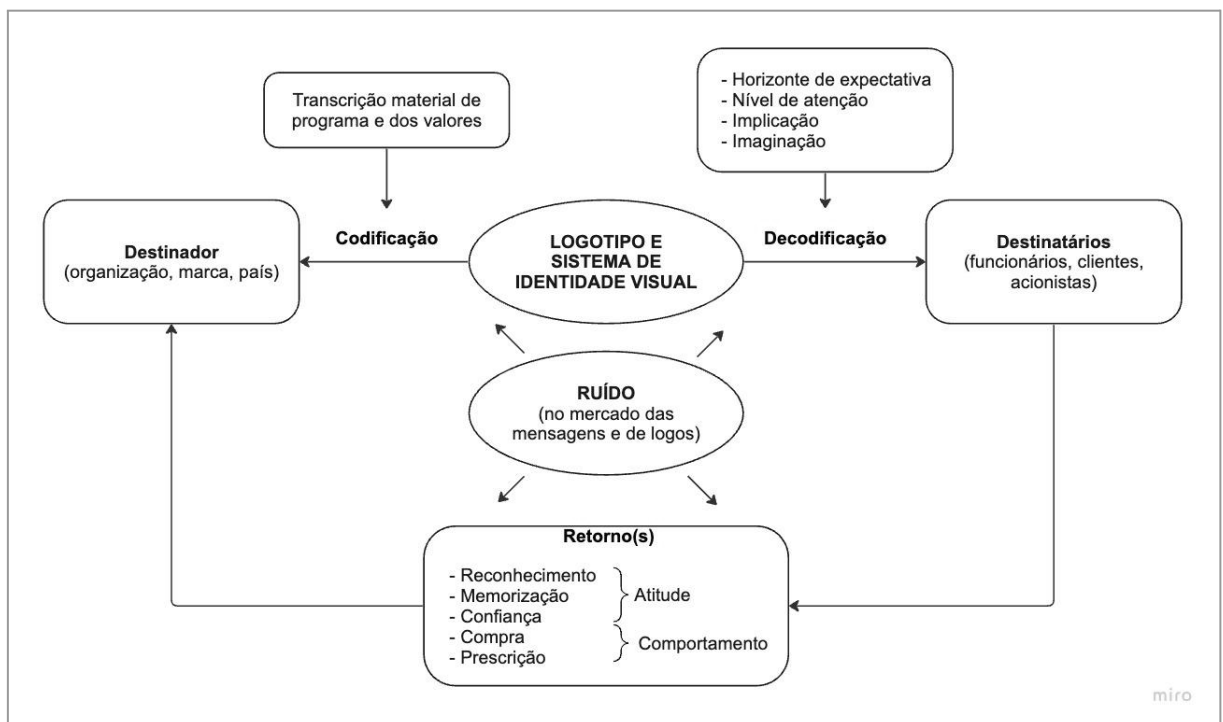 Transcrição material de
programa e dos valores
- Horizonte de expectativa
- Nível de atenção
- Implicação
- Imaginação
Destinador
(organização, marca, país)
Codificação
LOGOTIPO E
SISTEMA DE
IDENTIDADE VISUAL
Decodificação
Destinatários
(funcionários, clientes,
acionistas)
RUÍDO
(no mercado das
mensagens e de logos)
Retorno(s)
- Reconhecimento
- Memorização
- Confiança
Atitude
- Compra
- Prescrição
Comportamento
miro